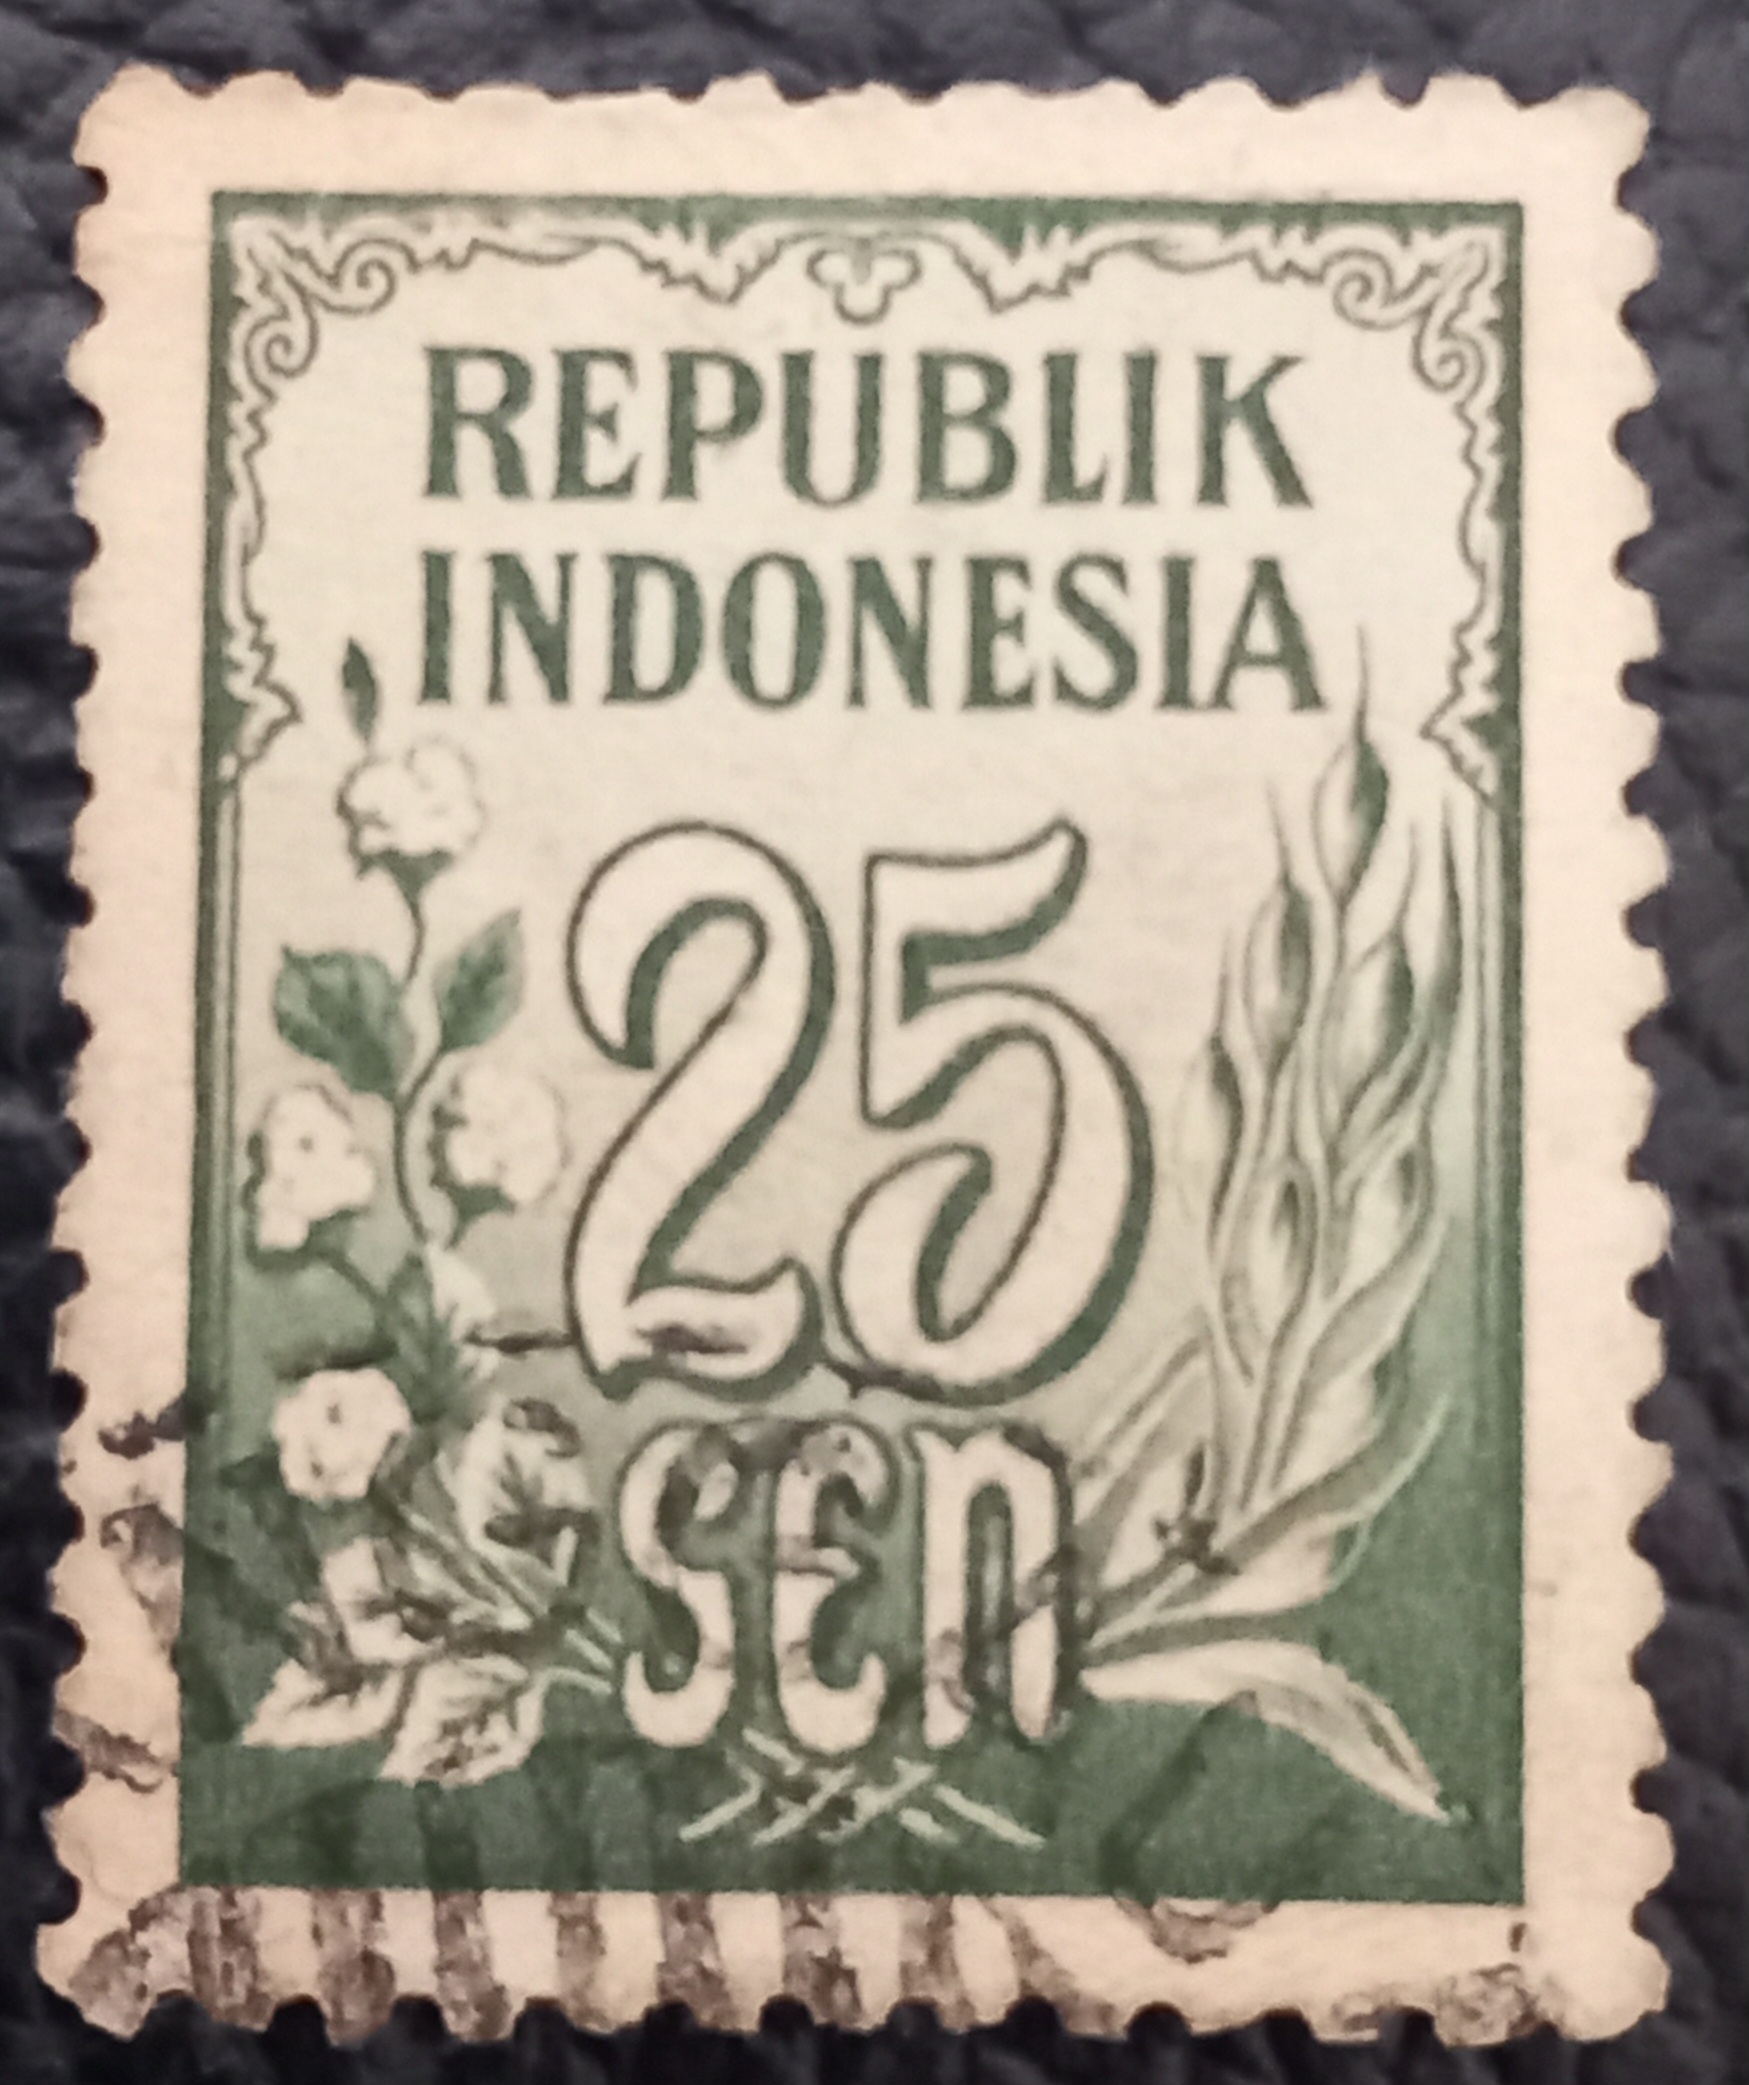 REPUBLIK
INDONESIA
25
SEN